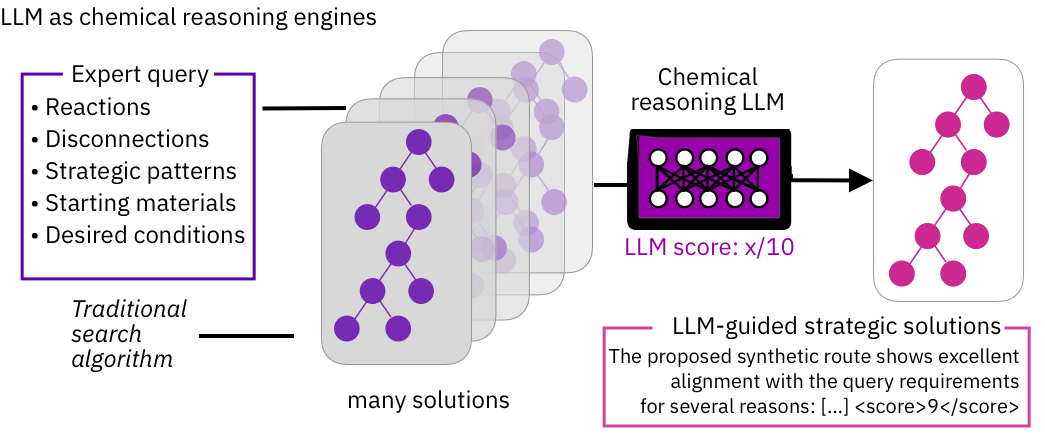 LLM as chemical reasoning engines
Expert query
• Reactions
• Disconnections
• Strategic patterns
• Starting materials
• Desired conditions
Traditional
search
algorithm
many solutions
Chemical
reasoning LLM
LLM score: x/10
LLM-guided strategic solutions
The proposed synthetic route shows excellent
alignment with the query requirements
for several reasons: [...] <score>9</score>